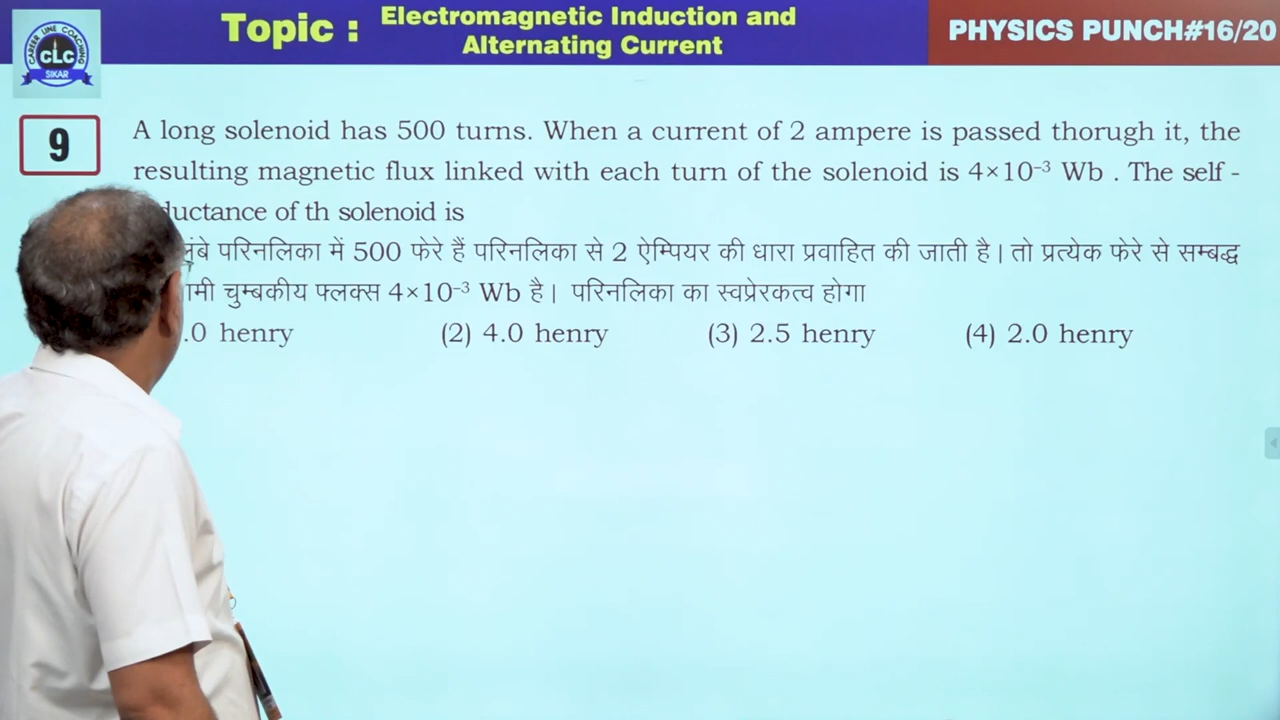 Topic :
Electromagnetic Induction and
Alternating Current
PHYSICS PUNCH#16/20
CAREER LINE COACHING
CLC
SIKAR
9
A long solenoid has 500 turns. When a current of 2 ampere is passed thorugh it, the
resulting magnetic flux linked with each turn of the solenoid is 4×10⁻³ Wb . The self -
ductance of th solenoid is
लंबे परिनलिका में 500 फेरे हैं परिनलिका से 2 ऐम्पियर की धारा प्रवाहित की जाती है। तो प्रत्येक फेरे से सम्बद्ध
मी चुम्बकीय फ्लक्स 4×10⁻³ Wb है। परिनलिका का स्वप्रेरकत्व होगा
.0 henry (2) 4.0 henry (3) 2.5 henry (4) 2.0 henry